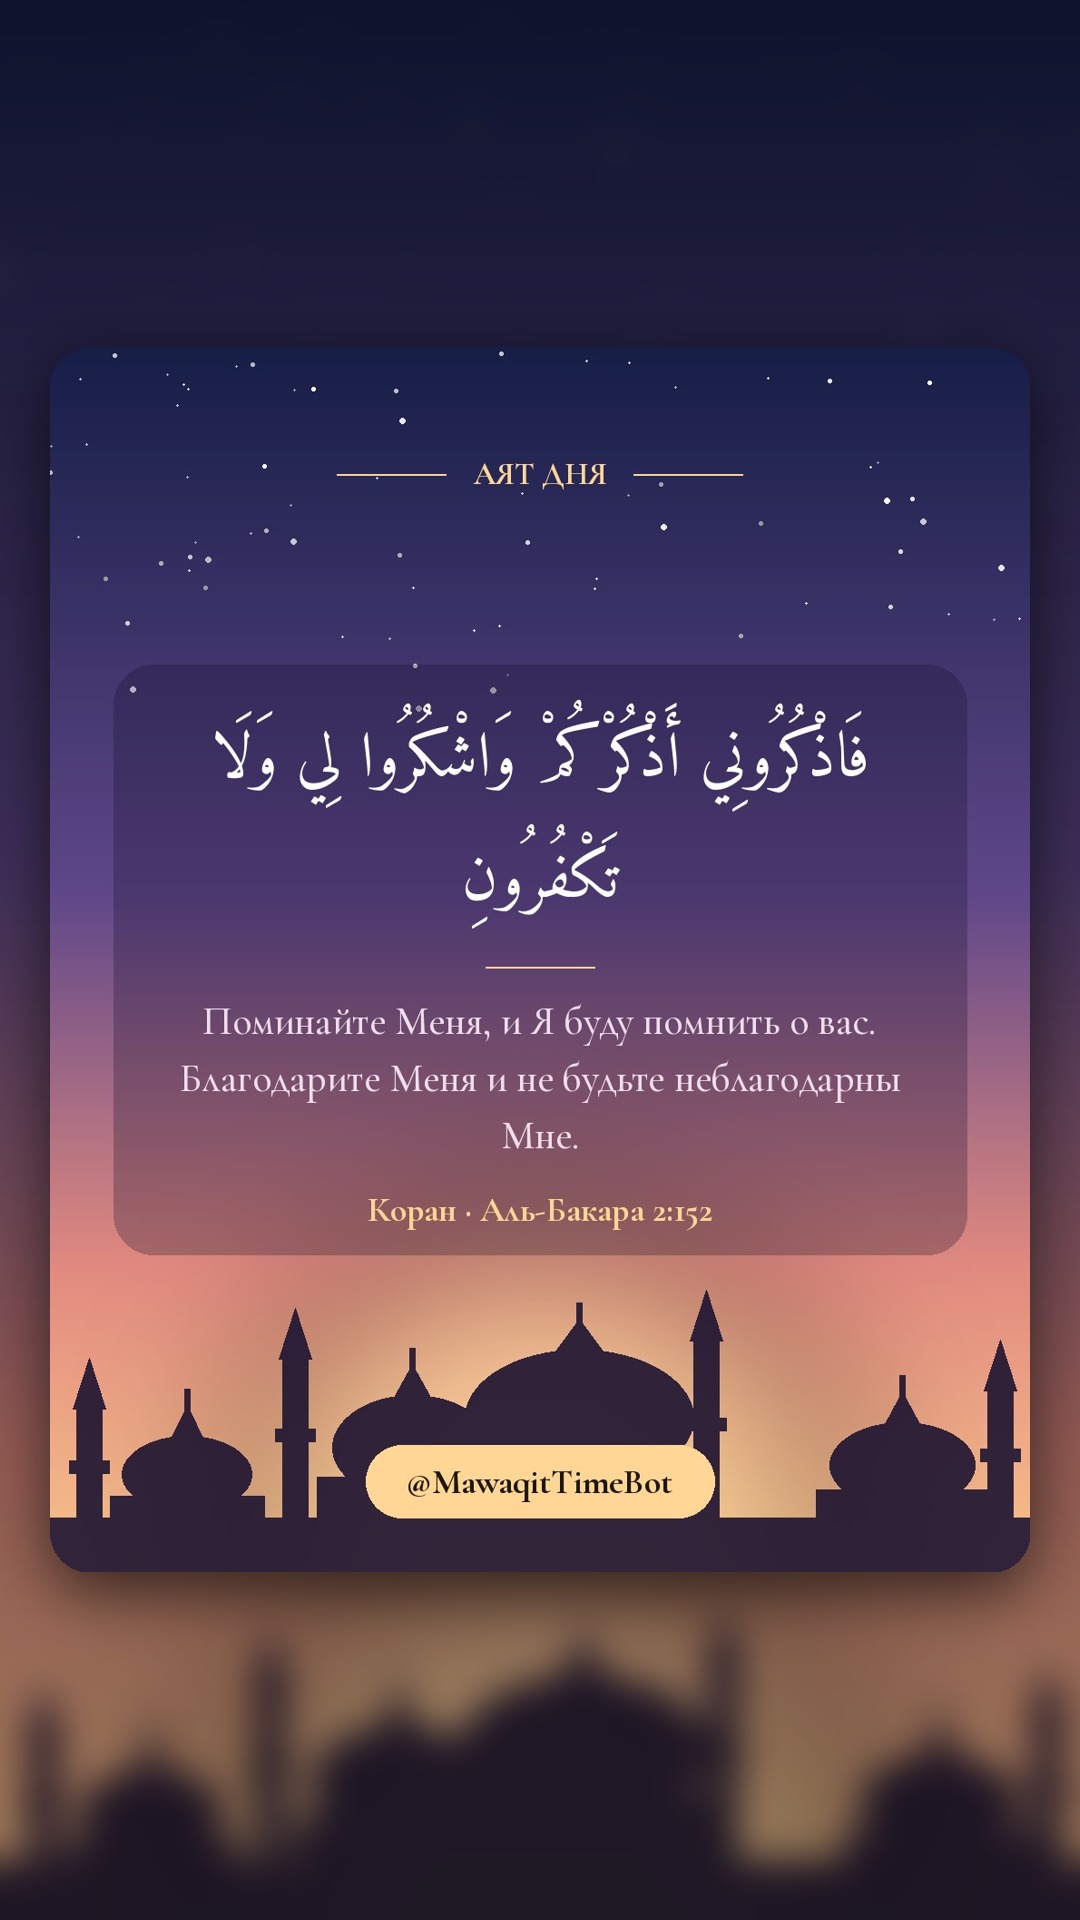 АЯТ ДНЯ
فَاذْكُرُونِي أَذْكُرْكُمْ وَاشْكُرُوا لِي وَلَا
تَكْفُرُونِ
Поминайте Меня, и Я буду помнить о вас.
Благодарите Меня и не будьте неблагодарны
Мне.
Коран · Аль-Бакара 2:152
@MawaqitTimeBot